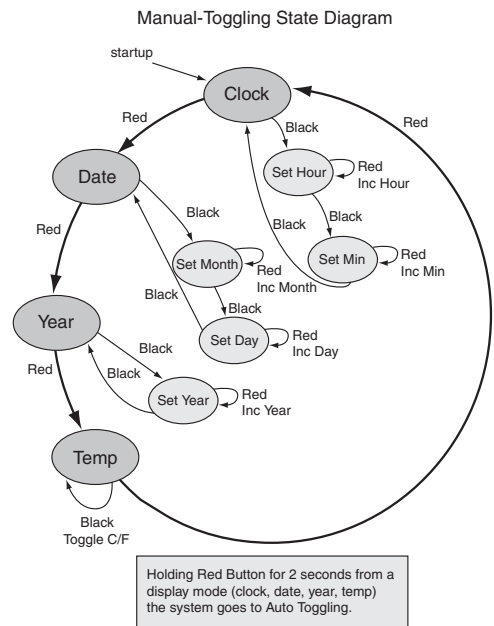 Manual-Toggling State Diagram
startup
Clock
Red
Red
Black
Set Hour
Red
Inc Hour
Date
Black
Black
Black
Set Min
Red
Inc Min
Red
Set Month
Red
Inc Month
Black
Black
Set Day
Red
Inc Day
Year
Black
Red
Black
Set Year
Red
Inc Year
Temp
Black
Toggle C/F
Holding Red Button for 2 seconds from a
display mode (clock, date, year, temp)
the system goes to Auto Toggling.